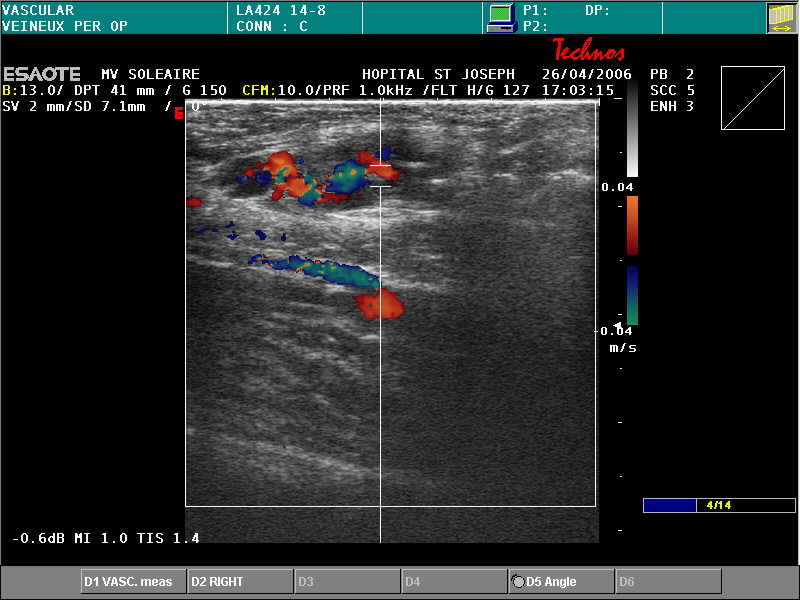 VASCULAR LA424 14-8 P1: DP:
VEINEUX PER OP CONN : C P2:
Technos
ESAOTE MV SOLEAIRE HOPITAL ST JOSEPH 26/04/2006 PB 2
B:13.0/ DPT 41 mm / G 150 CFM:10.0/PRF 1.0kHz /FLT H/G 127 17:03:15 SCC 5
SV 2 mm/SD 7.1mm / 0° ENH 3
E
0.04
-0.04
m/s
4/14
-0.6dB MI 1.0 TIS 1.4
D1 VASC. meas D2 RIGHT D3 D4 D5 Angle D6